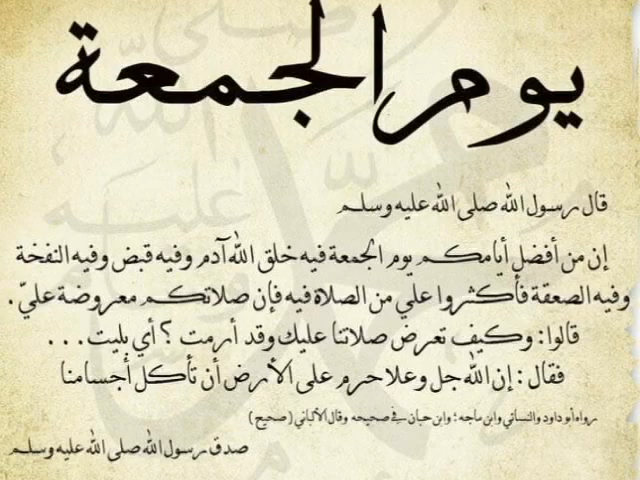 يوم الجمعة
قال رسول الله صلى الله عليه وسلم
إن من أفضل أيامكم يوم الجمعة فيه خلق الله آدم وفيه قبض وفيه النفخة
وفيه الصعقة فأكثروا علي من الصلاة فيه فإن صلاتكم معروضة عليّ .
قالوا : وكيف تعرض صلاتنا عليك وقد أرمت ؟ أي بليت . . .
فقال : إن الله جل وعلا حرم على الأرض أن تأكل أجسامنا
رواه أبو داود والنسائي وابن ماجه ؛ وابن حبان في صحيحه وقال الألباني ( صحيح )
صدق رسول الله صلى الله عليه وسلم